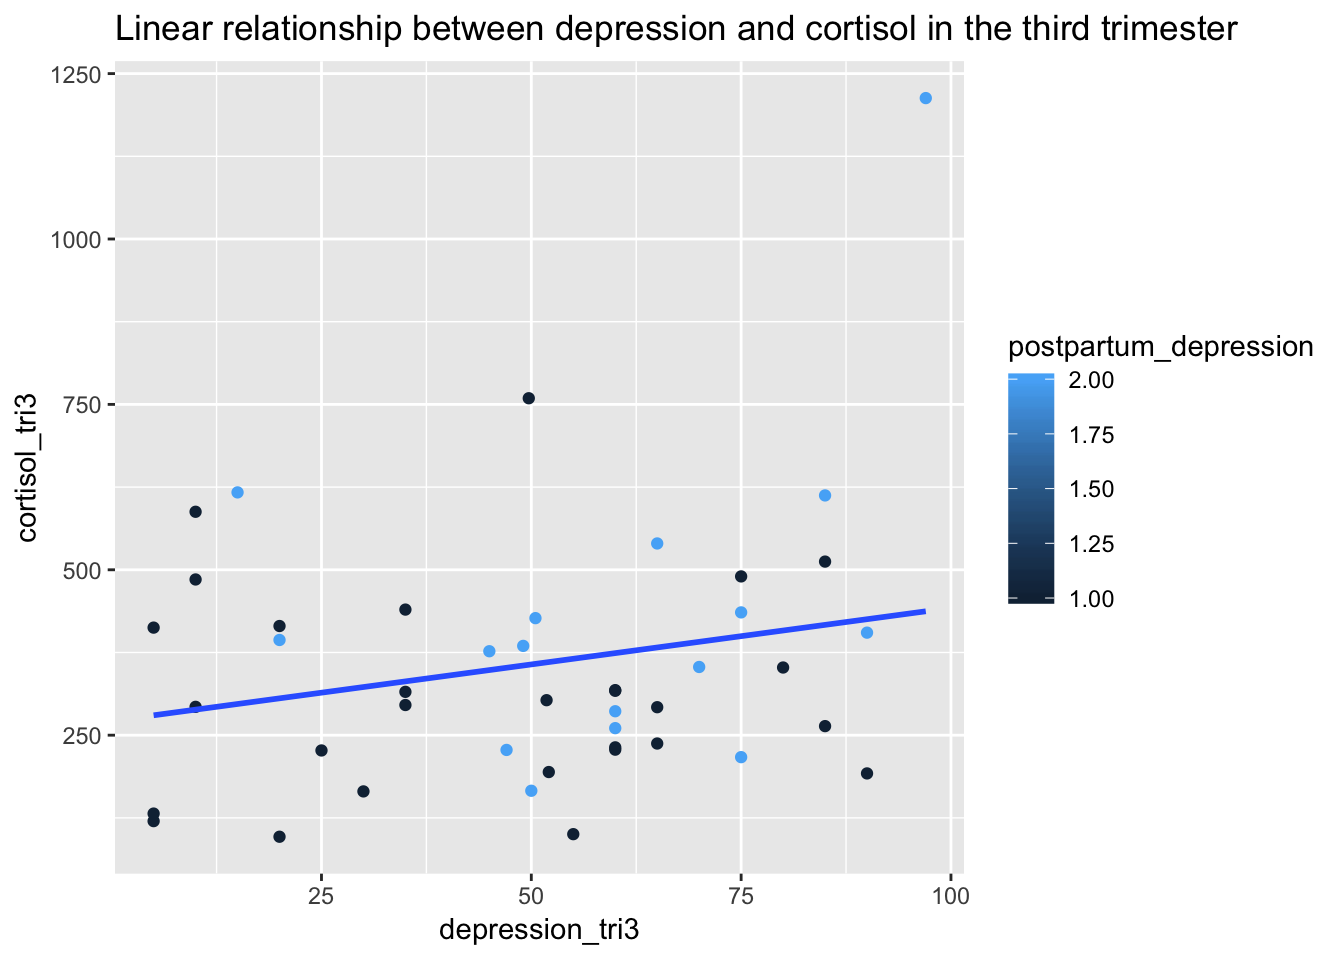 Linear relationship between depression and cortisol in the third trimester
1250
1000
750
500
250
cortisol_tri3
25 50 75 100
depression_tri3
postpartum_depression
2.00
1.75
1.50
1.25
1.00